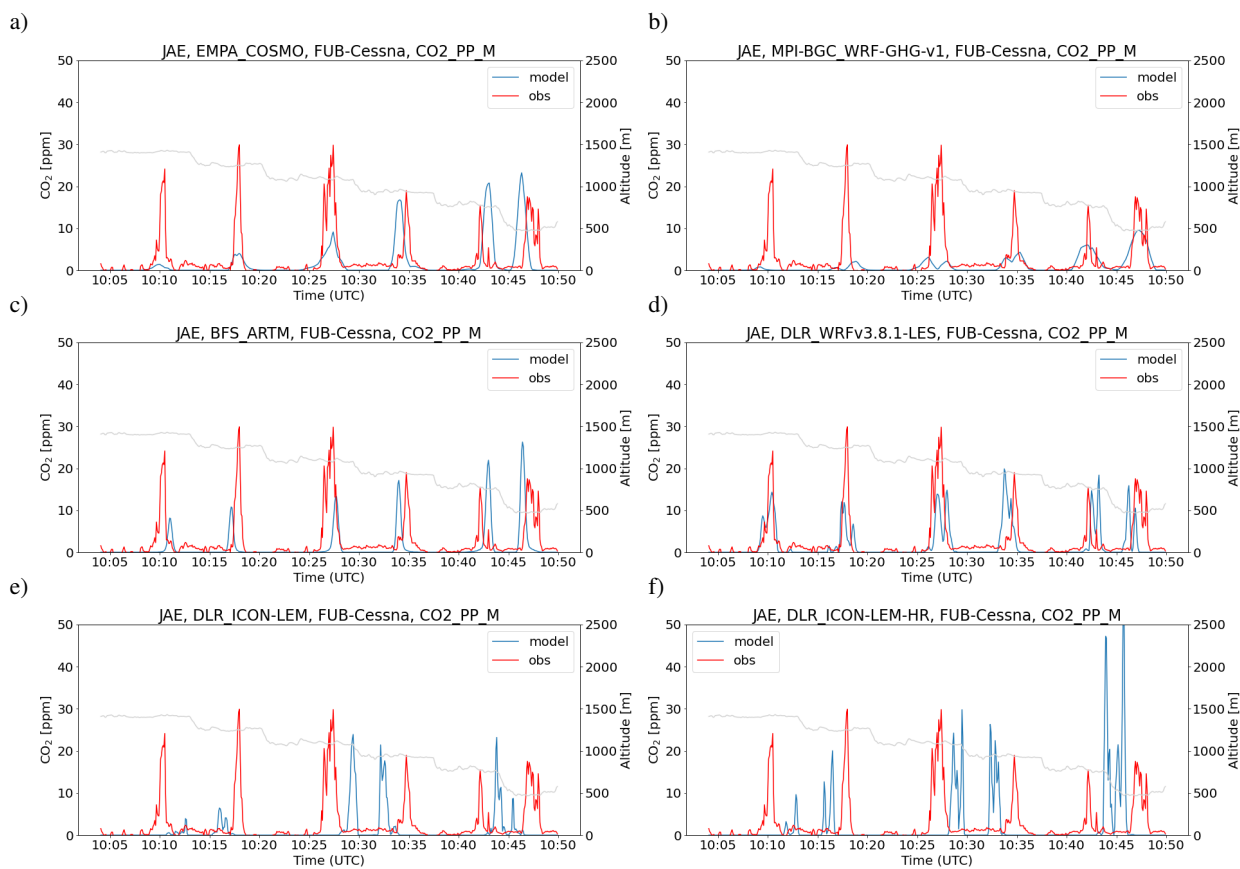 a)
JAE, EMPA_COSMO, FUB-Cessna, CO2_PP_M
50
40
30
20
10
0
CO₂ [ppm]
model
obs
2500
2000
1500
1000
500
0
Altitude [m]
10:05 10:10 10:15 10:20 10:25 10:30 10:35 10:40 10:45 10:50
Time (UTC)
b)
JAE, MPI-BGC_WRF-GHG-v1, FUB-Cessna, CO2_PP_M
50
40
30
20
10
0
CO₂ [ppm]
model
obs
2500
2000
1500
1000
500
0
Altitude [m]
10:05 10:10 10:15 10:20 10:25 10:30 10:35 10:40 10:45 10:50
Time (UTC)
c)
JAE, BFS_ARTM, FUB-Cessna, CO2_PP_M
50
40
30
20
10
0
CO₂ [ppm]
model
obs
2500
2000
1500
1000
500
0
Altitude [m]
10:05 10:10 10:15 10:20 10:25 10:30 10:35 10:40 10:45 10:50
Time (UTC)
d)
JAE, DLR_WRFv3.8.1-LES, FUB-Cessna, CO2_PP_M
50
40
30
20
10
0
CO₂ [ppm]
model
obs
2500
2000
1500
1000
500
0
Altitude [m]
10:05 10:10 10:15 10:20 10:25 10:30 10:35 10:40 10:45 10:50
Time (UTC)
e)
JAE, DLR_ICON-LEM, FUB-Cessna, CO2_PP_M
50
40
30
20
10
0
CO₂ [ppm]
model
obs
2500
2000
1500
1000
500
0
Altitude [m]
10:05 10:10 10:15 10:20 10:25 10:30 10:35 10:40 10:45 10:50
Time (UTC)
f)
JAE, DLR_ICON-LEM-HR, FUB-Cessna, CO2_PP_M
50
40
30
20
10
0
CO₂ [ppm]
model
obs
2500
2000
1500
1000
500
0
Altitude [m]
10:05 10:10 10:15 10:20 10:25 10:30 10:35 10:40 10:45 10:50
Time (UTC)